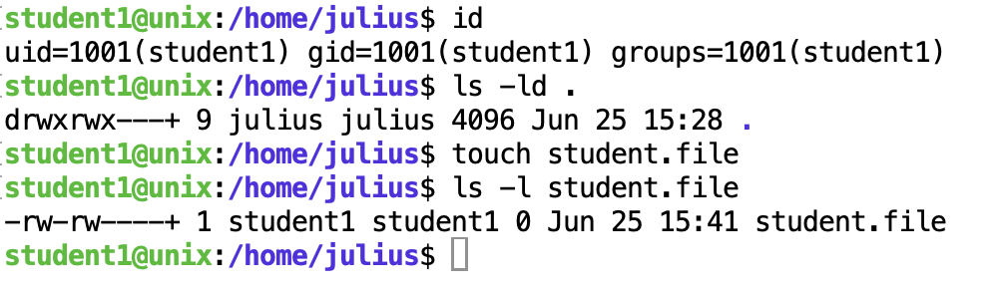 student1@unix:/home/julius$ id
uid=1001(student1) gid=1001(student1) groups=1001(student1)
student1@unix:/home/julius$ ls -ld .
drwxrwx---+ 9 julius julius 4096 Jun 25 15:28 .
student1@unix:/home/julius$ touch student.file
student1@unix:/home/julius$ ls -l student.file
-rw-rw----+ 1 student1 student1 0 Jun 25 15:41 student.file
student1@unix:/home/julius$